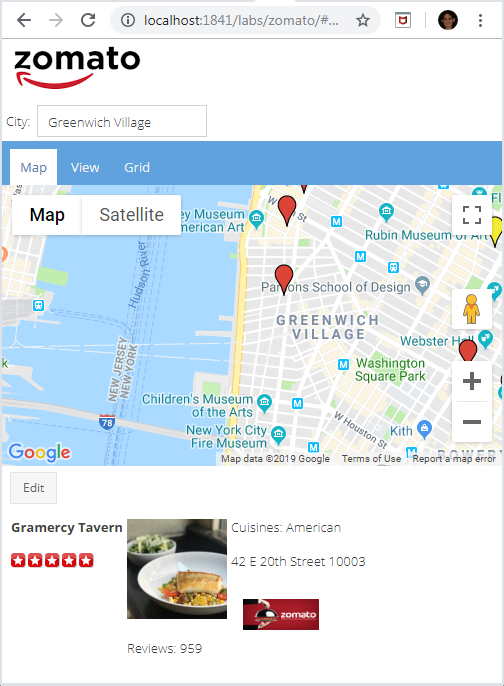 localhost:1841/labs/zomato/#...
zomato
City: Greenwich Village
Map View Grid
Map Satellite
ey Museum
merican Art
Rubin Museum of Art
Hudson River
Parsons School of Design
GREENWICH
VILLAGE
NEW JERSEY
NEW YORK
Webster Hall
Washington
Square Park
Children's Museum
of the Arts
78
New York City
Fire Museum
W Houston St
Kith
BOWERY
Google
Map data ©2019 Google Terms of Use Report a map error
Edit
Gramercy Tavern
Cuisines: American
42 E 20th Street 10003
zomato
Reviews: 959